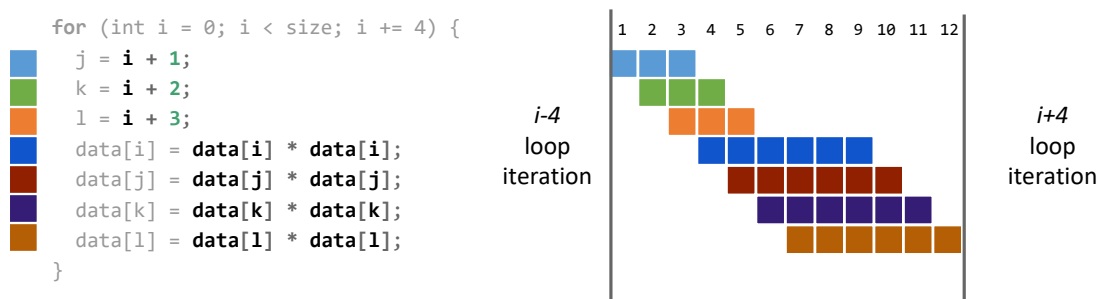 for (int i = 0; i < size; i += 4) {
j = i + 1;
k = i + 2;
l = i + 3;
data[i] = data[i] * data[i];
data[j] = data[j] * data[j];
data[k] = data[k] * data[k];
data[l] = data[l] * data[l];
}
i-4
loop
iteration
1 2 3 4 5 6 7 8 9 10 11 12
i+4
loop
iteration